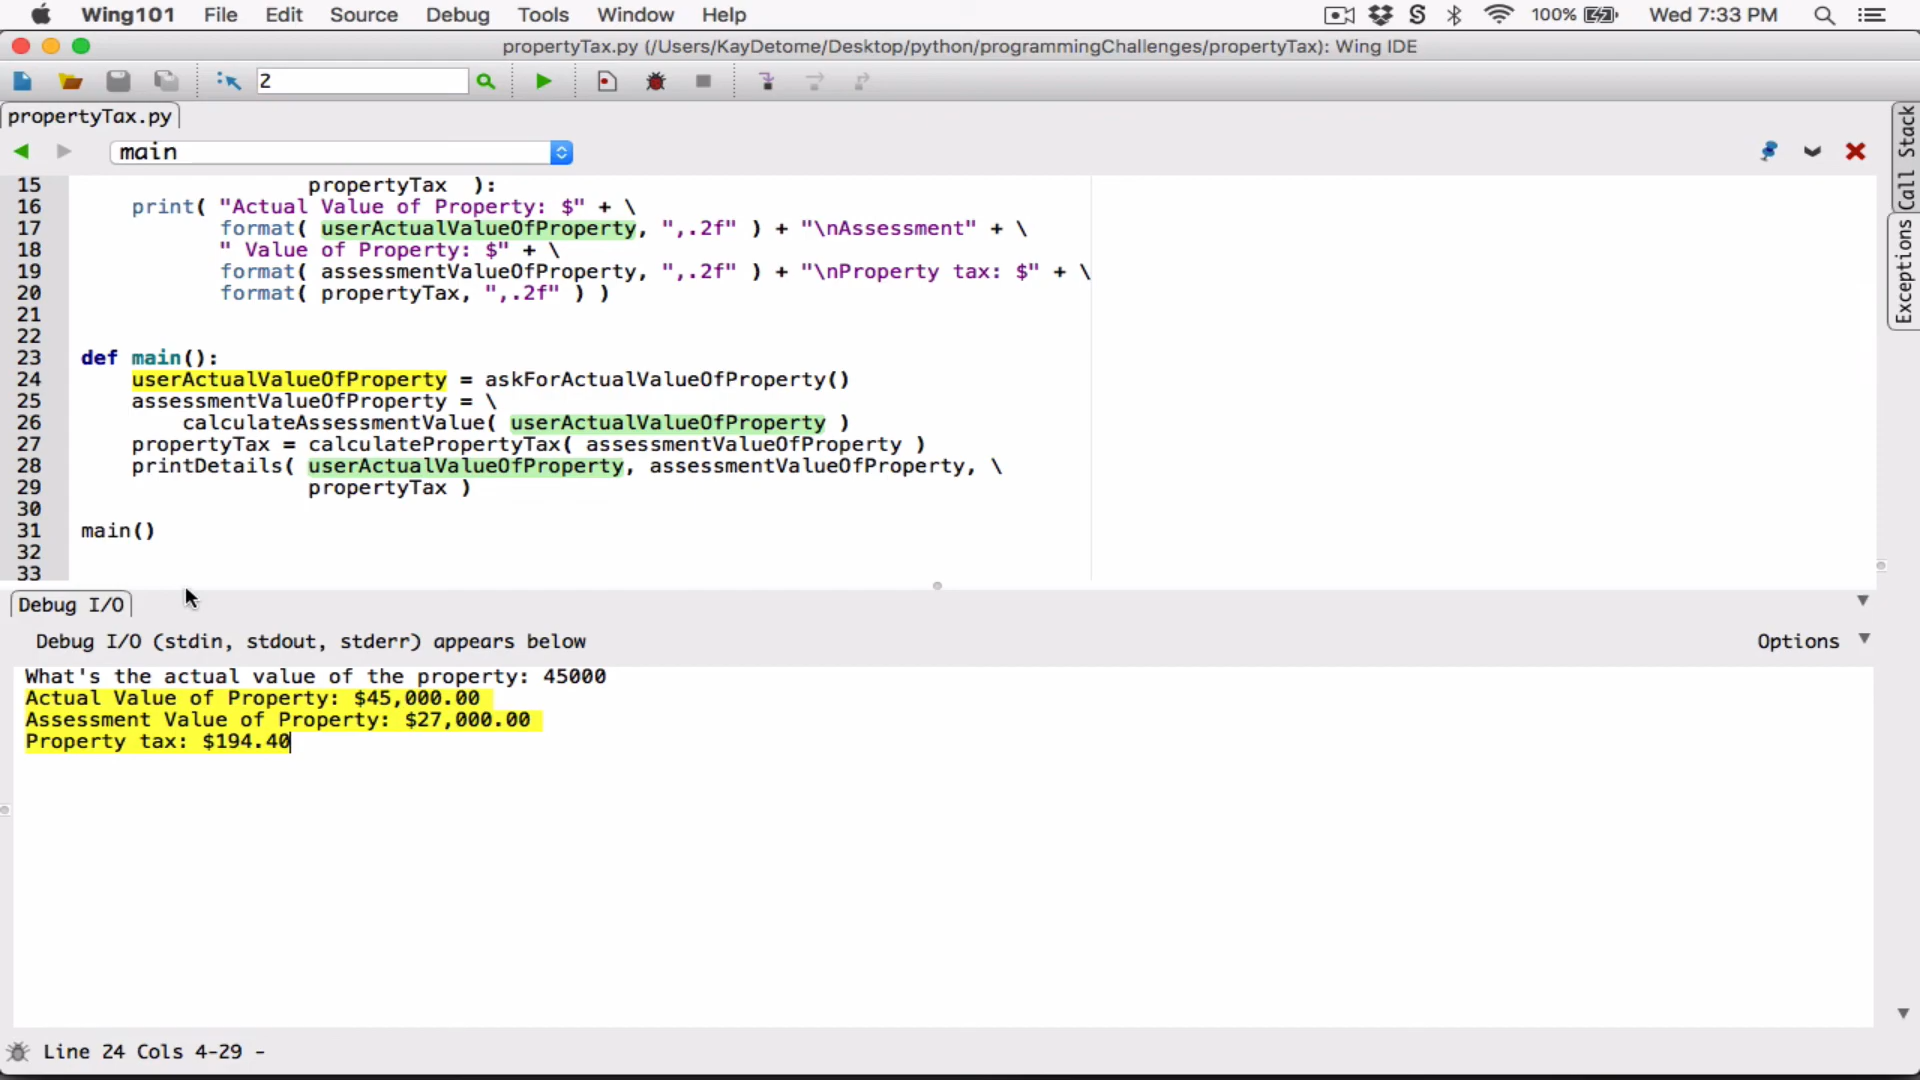 Wing101 File Edit Source Debug Tools Window Help 100% Wed 7:33 PM
propertyTax.py (/Users/KayDetome/Desktop/python/programmingChallenges/propertyTax): Wing IDE
2
propertyTax.py
main
Call Stack
Exceptions
15 propertyTax ):
16 print( "Actual Value of Property: $" + \
17 format( userActualValueOfProperty, ",.2f" ) + "\nAssessment" + \
18 " Value of Property: $" + \
19 format( assessmentValueOfProperty, ",.2f" ) + "\nProperty tax: $" + \
20 format( propertyTax, ",.2f" ) )
21
22
23 def main():
24 userActualValueOfProperty = askForActualValueOfProperty()
25 assessmentValueOfProperty = \
26 calculateAssessmentValue( userActualValueOfProperty )
27 propertyTax = calculatePropertyTax( assessmentValueOfProperty )
28 printDetails( userActualValueOfProperty, assessmentValueOfProperty, \
29 propertyTax )
30
31 main()
32
33
Debug I/O
Debug I/O (stdin, stdout, stderr) appears below Options
What's the actual value of the property: 45000
Actual Value of Property: $45,000.00
Assessment Value of Property: $27,000.00
Property tax: $194.40
Line 24 Cols 4-29 -